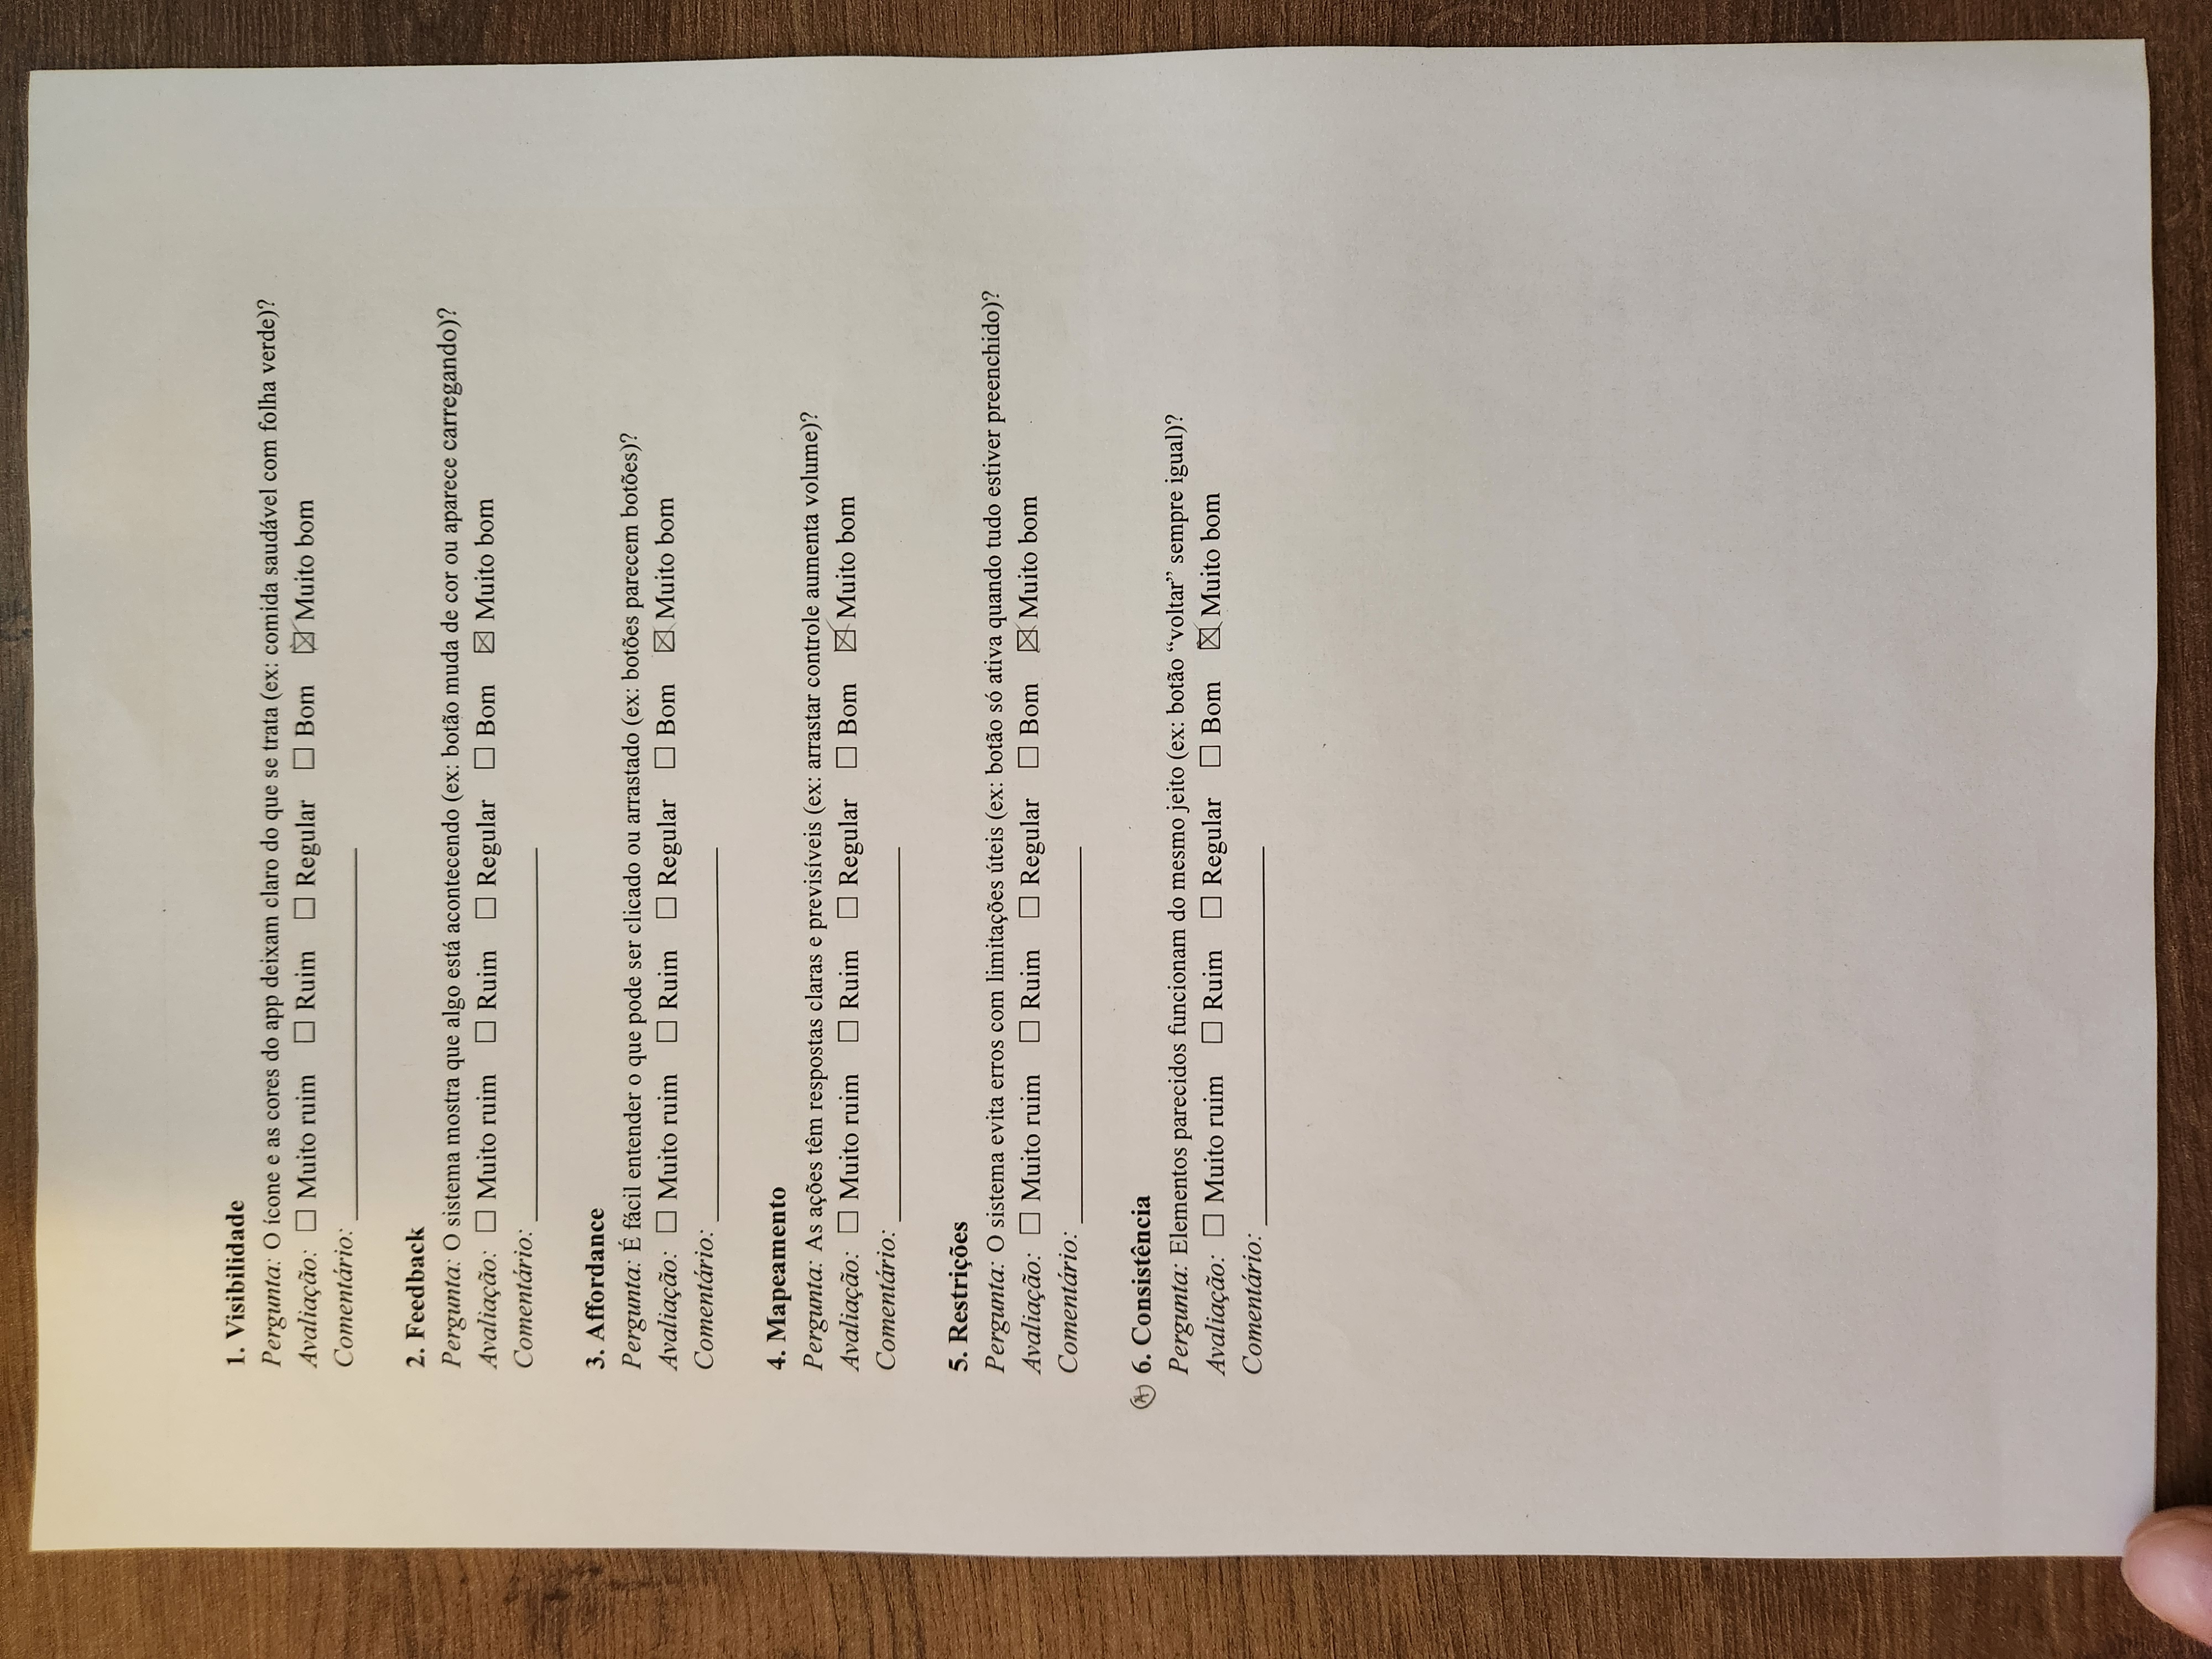 1. Visibilidade
Pergunta: O ícone e as cores do app deixam claro do que se trata (ex: comida saudável com folha verde)?
Avaliação: ☐ Muito ruim ☐ Ruim ☐ Regular ☐ Bom ☒ Muito bom
Comentário: ____________________
2. Feedback
Pergunta: O sistema mostra que algo está acontecendo (ex: botão muda de cor ou aparece carregando)?
Avaliação: ☐ Muito ruim ☐ Ruim ☐ Regular ☐ Bom ☒ Muito bom
Comentário: ____________________
3. Affordance
Pergunta: É fácil entender o que pode ser clicado ou arrastado (ex: botões parecem botões)?
Avaliação: ☐ Muito ruim ☐ Ruim ☐ Regular ☐ Bom ☒ Muito bom
Comentário: ____________________
4. Mapeamento
Pergunta: As ações têm respostas claras e previsíveis (ex: arrastar controle aumenta volume)?
Avaliação: ☐ Muito ruim ☐ Ruim ☐ Regular ☐ Bom ☒ Muito bom
Comentário: ____________________
5. Restrições
Pergunta: O sistema evita erros com limitações úteis (ex: botão só ativa quando tudo estiver preenchido)?
Avaliação: ☐ Muito ruim ☐ Ruim ☐ Regular ☐ Bom ☒ Muito bom
Comentário: ____________________
6. Consistência
Pergunta: Elementos parecidos funcionam do mesmo jeito (ex: botão “voltar” sempre igual)?
Avaliação: ☐ Muito ruim ☐ Ruim ☐ Regular ☐ Bom ☒ Muito bom
Comentário: ____________________